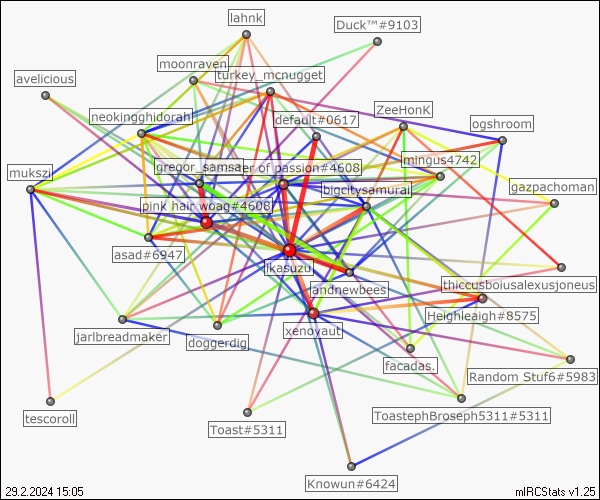 lahnk
Duck™#9103
moonraven
turkey_mcnugget
avelicious
neokingghidorah
default#0617
ZeeHonK
ogshroom
mukszi
gregor_samsa
er of passion#4608
mingus4742
bigcitysamurai
gazpachoman
pink hair woag#4608
asad#6947
ikasuzu
andnewbees
thiccusboiusalexusjoneus
Heighleaigh#8575
xenoyaut
jarlbreadmaker
doggerdig
facadas.
Random Stuf6#5983
tescoroll
Toast#5311
ToastephBroseph5311#5311
Knowun#6424
29.2.2024 15:05
mIRCStats v1.25